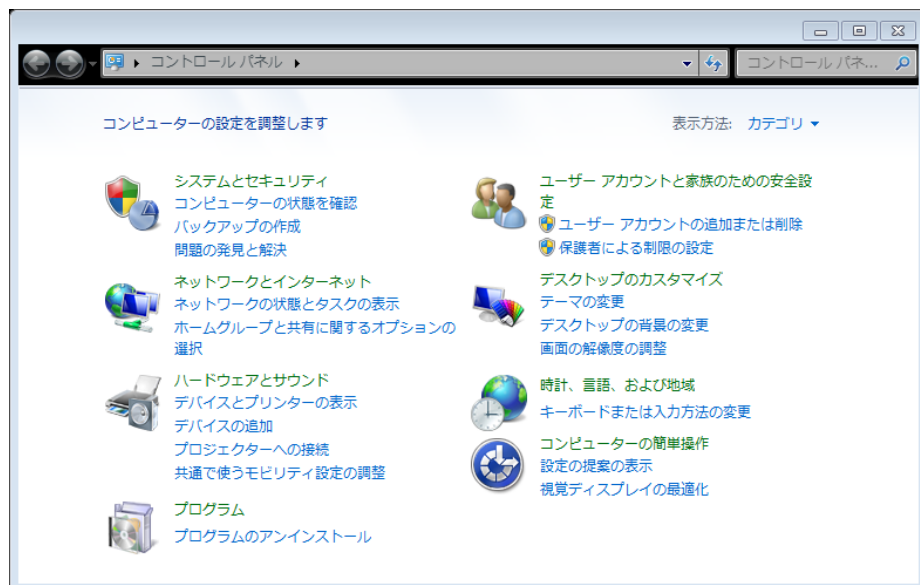 コントロール パネル
コントロール パネ...
コンピューターの設定を調整します
表示方法: カテゴリ
システムとセキュリティ
コンピューターの状態を確認
バックアップの作成
問題の発見と解決
ネットワークとインターネット
ネットワークの状態とタスクの表示
ホームグループと共有に関するオプションの
選択
ハードウェアとサウンド
デバイスとプリンターの表示
デバイスの追加
プロジェクターへの接続
共通で使うモビリティ設定の調整
プログラム
プログラムのアンインストール
ユーザー アカウントと家族のための安全設
定
ユーザー アカウントの追加または削除
保護者による制限の設定
デスクトップのカスタマイズ
テーマの変更
デスクトップの背景の変更
画面の解像度の調整
時計、言語、および地域
キーボードまたは入力方法の変更
コンピューターの簡単操作
設定の提案の表示
視覚ディスプレイの最適化